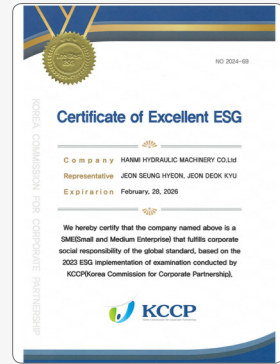 NO 2024-69
Certificate of Excellent ESG
Company HANMI HYDRAULIC MACHINERY CO.Ltd
Representative JEON SEUNG HYEON, JEON DEOK KYU
Expirarion February, 28, 2026
We hereby certify that the company named above is a
SME(Small and Medium Enterprise) that fulfills corporate
social responsibility of the global standard, based on the
2023 ESG implementation of examination conducted by
KCCP(Korea Commission for Corporate Partnership).
KCCP
KOREA COMMISSION FOR CORPORATE PARTNERSHIP